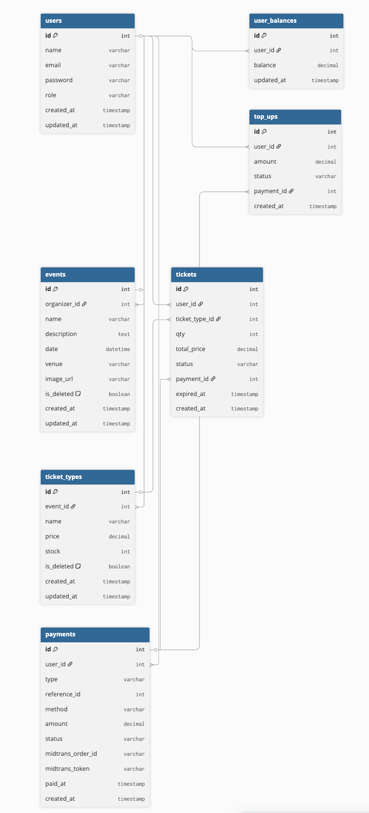 users
id int
name varchar
email varchar
password varchar
role varchar
created_at timestamp
updated_at timestamp
user_balances
id int
user_id int
balance decimal
updated_at timestamp
top_ups
id int
user_id int
amount decimal
status varchar
payment_id int
created_at timestamp
events
id int
organizer_id int
name varchar
description text
date datetime
venue varchar
image_url varchar
is_deleted boolean
created_at timestamp
updated_at timestamp
tickets
id int
user_id int
ticket_type_id int
qty int
total_price decimal
status varchar
payment_id int
expired_at timestamp
created_at timestamp
ticket_types
id int
event_id int
name varchar
price decimal
stock int
is_deleted boolean
created_at timestamp
updated_at timestamp
payments
id int
user_id int
type varchar
reference_id int
method varchar
amount decimal
status varchar
midtrans_order_id varchar
midtrans_token varchar
paid_at timestamp
created_at timestamp